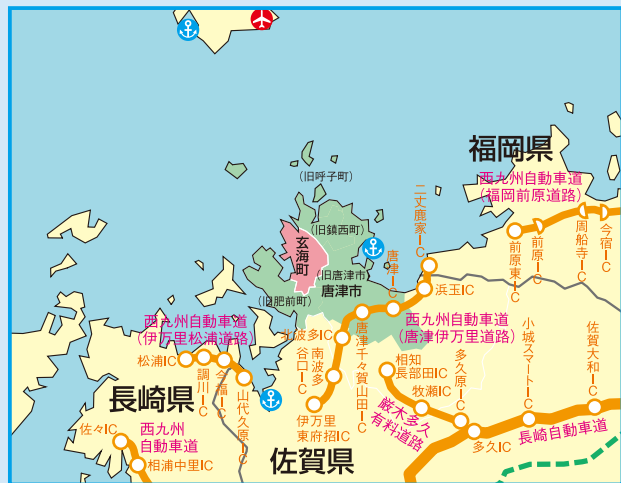 福岡県
西九州自動車道
(福岡前原道路)
今宿IC
周船寺IC
前原IC
前原東IC
二丈鹿家IC
(旧呼子町)
(旧鎮西町)
玄海町
(旧唐津市)
唐津市
(旧肥前町)
唐津IC
浜玉IC
西九州自動車道
(唐津伊万里道路)
西九州自動車道
(伊万里松浦道路)
北波多IC
唐津千々賀山田IC
南波多
谷口IC
伊万里
東府招IC
松浦IC
調川IC
今福IC
山代久原IC
相知
長部田IC
牧瀬IC
厳木多久
有料道路
多久原IC
多久IC
小城スマートIC
佐賀大和IC
長崎自動車道
長崎県
佐々IC
西九州
自動車道
相浦中里IC
佐賀県